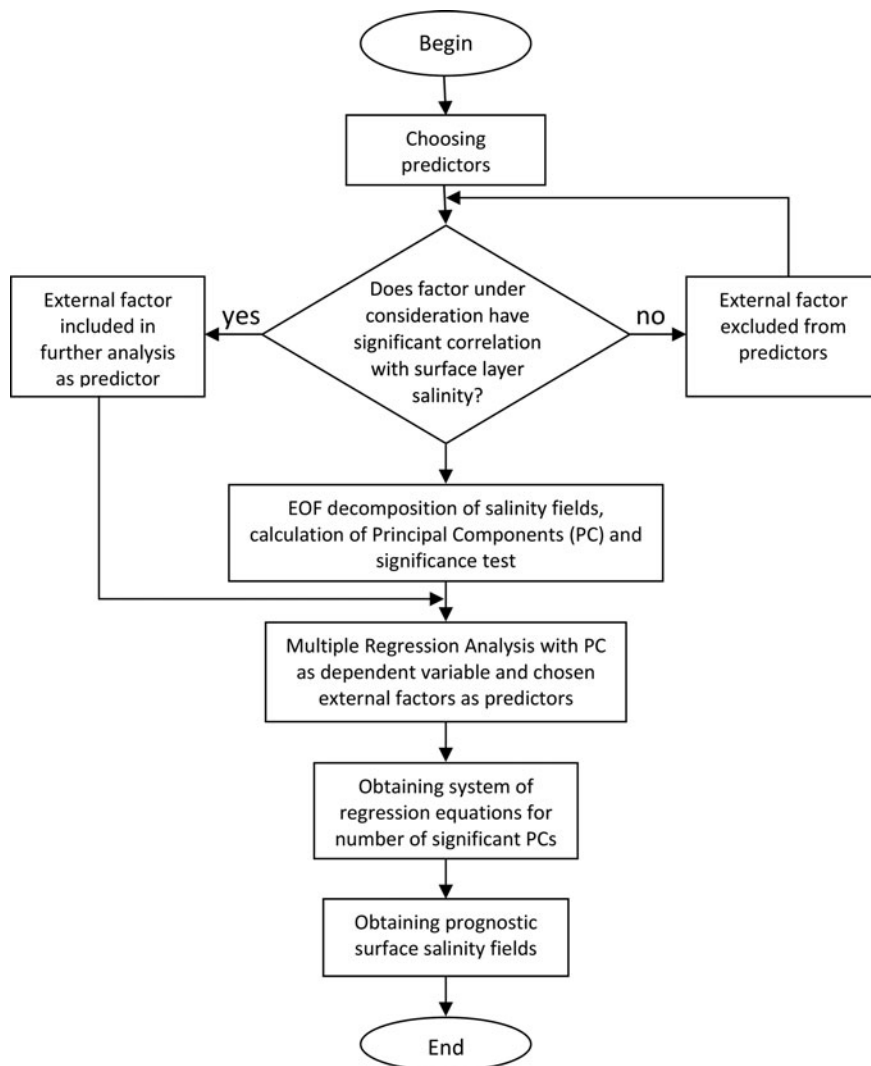 Begin
Choosing
predictors
Does factor under
consideration have
significant correlation
with surface layer
salinity?
yes
External factor
included in
further analysis
as predictor
no
External factor
excluded from
predictors
EOF decomposition of salinity fields,
calculation of Principal Components (PC) and
significance test
Multiple Regression Analysis with PC
as dependent variable and chosen
external factors as predictors
Obtaining system of
regression equations for
number of significant PCs
Obtaining prognostic
surface salinity fields
End